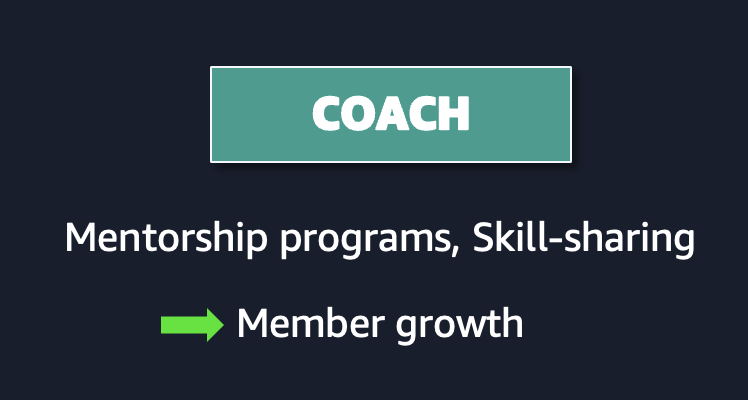 COACH
Mentorship programs, Skill-sharing
Member growth